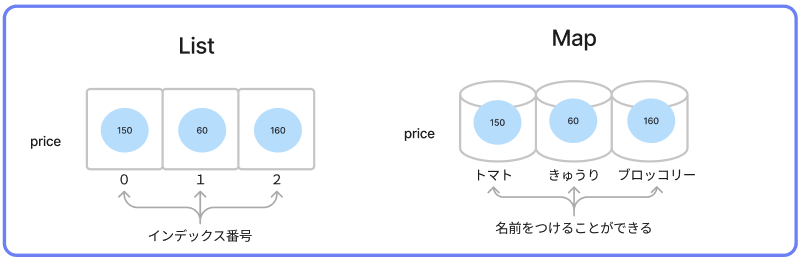 List
price
150
60
160
0
1
2
インデックス番号
Map
price
150
60
160
トマト
きゅうり
ブロッコリー
名前をつけることができる